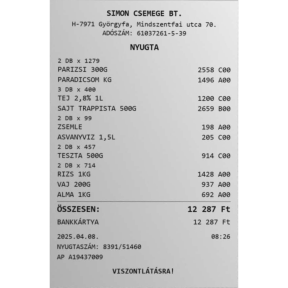 SIMON CSEMEGE BT.
H-7971 Györgyfa, Mindszentfai utca 70.
ADÓSZÁM: 61037261-5-39
NYUGTA
2 DB x 1279
PARIZSI 300G 2558 C00
PARADICSOM KG 1496 A00
3 DB x 400
TEJ 2,8% 1L 1200 C00
SAJT TRAPPISTA 500G 2659 B00
2 DB x 99
ZSEMLE 198 A00
ASVANYVIZ 1,5L 205 C00
2 DB x 457
TESZTA 500G 914 C00
2 DB x 714
RIZS 1KG 1428 A00
VAJ 200G 937 A00
ALMA 1KG 692 A00
ÖSSZESEN: 12 287 Ft
BANKKÁRTYA 12 287 Ft
2025.04.08. 08:26
NYUGTASZÁM: 8391/51460
AP A19437009
VISZONTLÁTÁSRA!